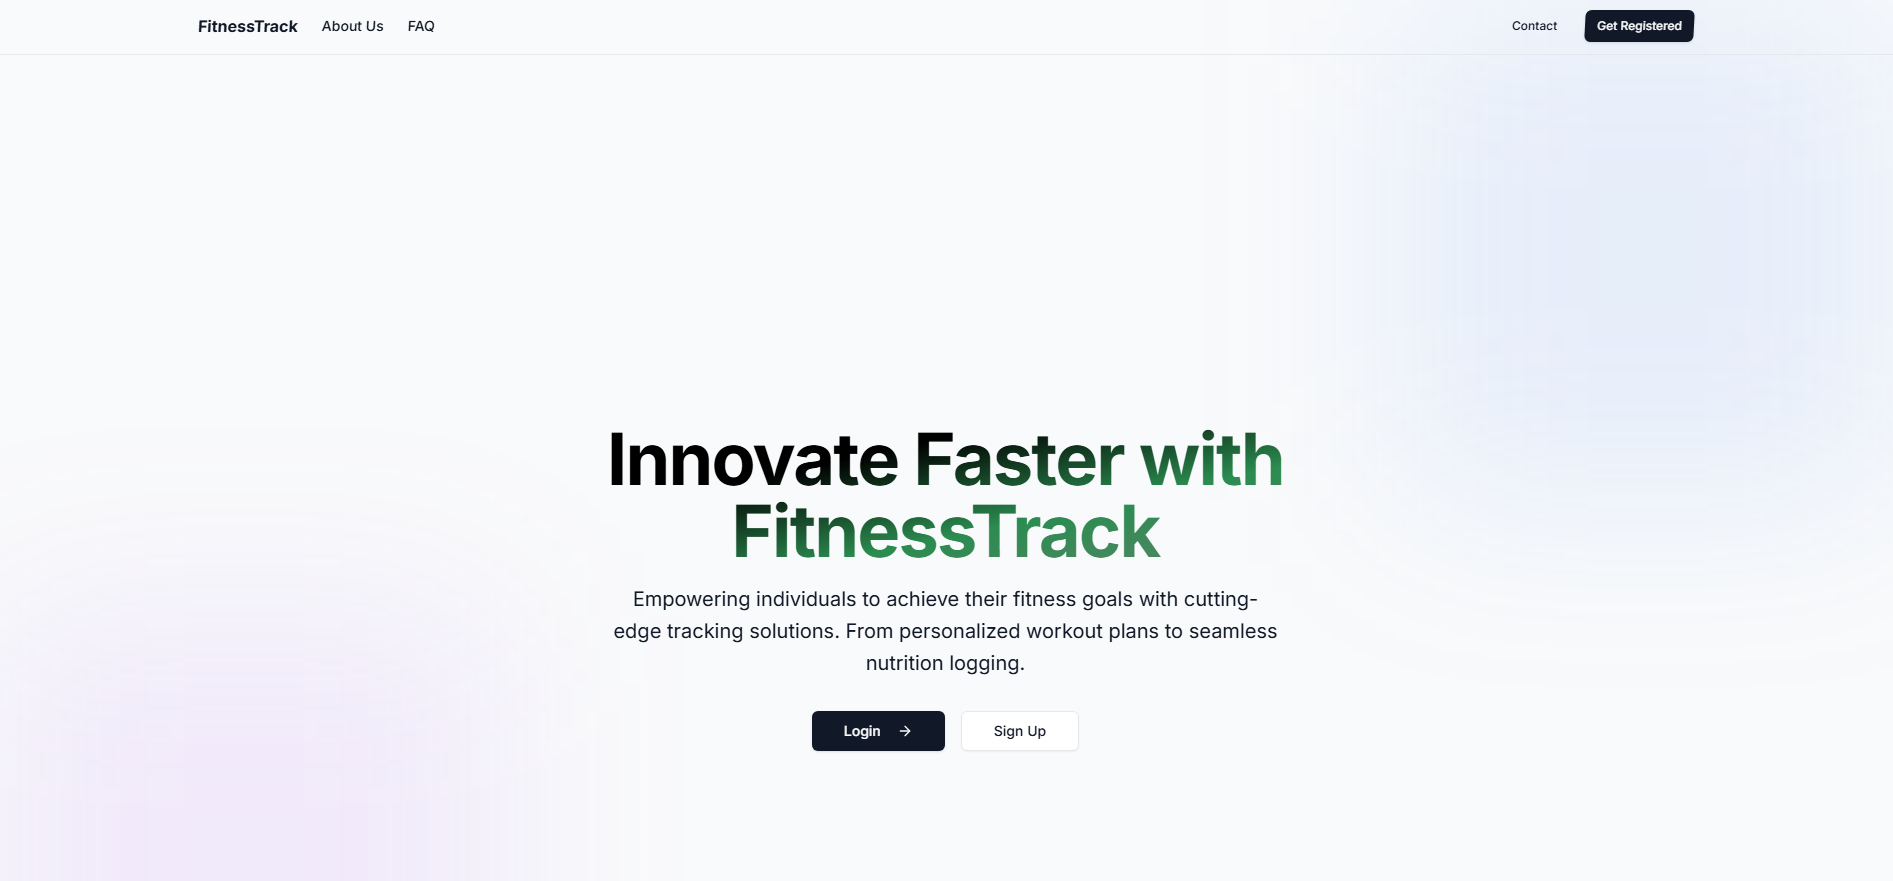 FitnessTrack About Us FAQ Contact Get Registered
Innovate Faster with
FitnessTrack
Empowering individuals to achieve their fitness goals with cutting-
edge tracking solutions. From personalized workout plans to seamless
nutrition logging.
Login Sign Up